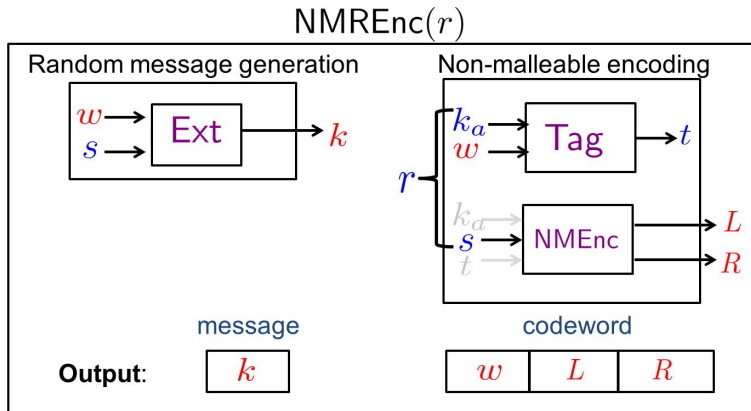 NMREnc(r)
Random message generation
Non-malleable encoding
w
s
Ext
k
r
k_a
w
Tag
t
k_a
s
t
NMEnc
L
R
message
codeword
Output:
k
w
L
R